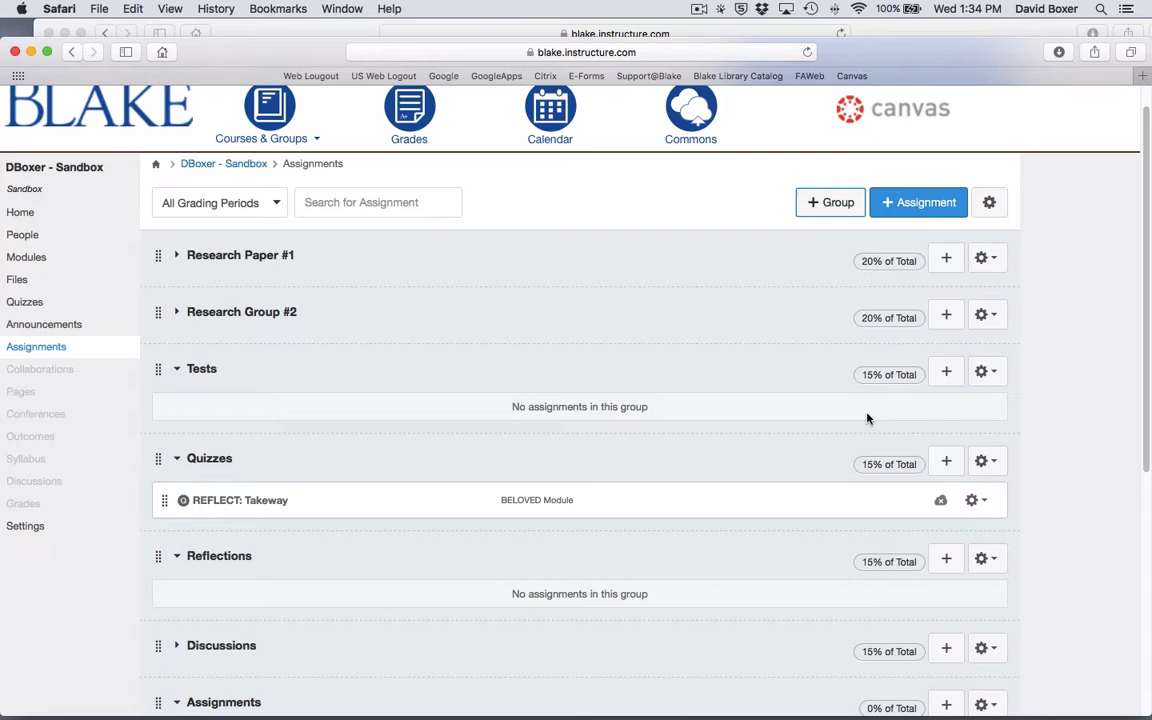 Safari File Edit View History Bookmarks Window Help 100% Wed 1:34 PM David Boxer
blake.instructure.com
blake.instructure.com
Web Lougout US Web Logout Google GoogleApps Citrix E-Forms Support@Blake Blake Library Catalog FAWeb Canvas
BLAKE
Courses & Groups
A+
Grades
Calendar
Commons
canvas
DBoxer - Sandbox
Sandbox
Home
People
Modules
Files
Quizzes
Announcements
Assignments
Collaborations
Pages
Conferences
Outcomes
Syllabus
Discussions
Grades
Settings
DBoxer - Sandbox > Assignments
All Grading Periods
Search for Assignment
+ Group
+ Assignment
Research Paper #1
20% of Total
Research Group #2
20% of Total
Tests
15% of Total
No assignments in this group
Quizzes
15% of Total
REFLECT: Takeway
BELOVED Module
Reflections
15% of Total
No assignments in this group
Discussions
15% of Total
Assignments
0% of Total